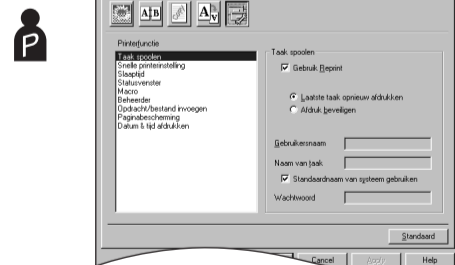 P
A B
A v
Printerfunctie
Taak spoolen
Snelle printerinstelling
Slaaptijd
Statusvenster
Macro
Beheerder
Opdracht/bestand invoegen
Paginabescherming
Datum & tijd afdrukken
Taak spoolen
Gebruik Reprint
Laatste taak opnieuw afdrukken
Afdruk beveiligen
Gebruikersnaam
Naam van taak
Standaardnaam van systeem gebruiken
Wachtwoord
Standaard
Cancel
Apply
Help